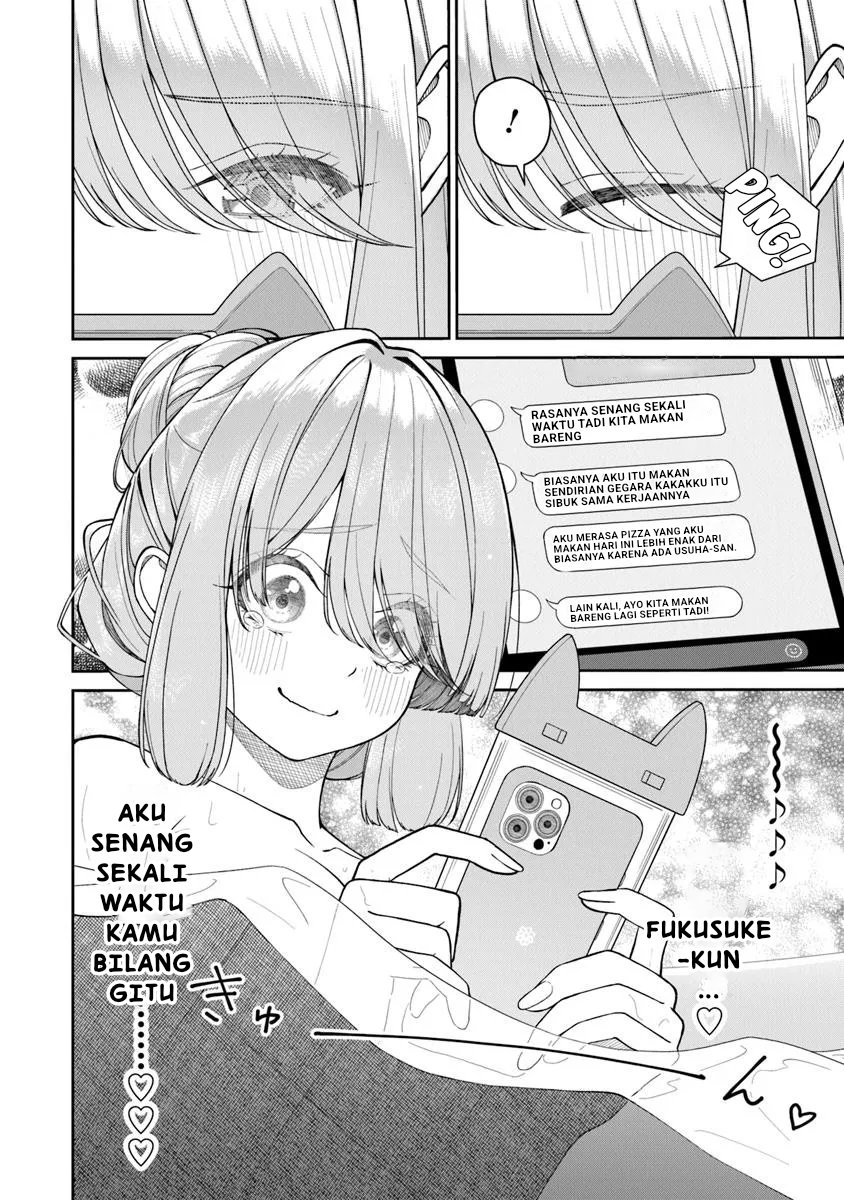 !
PING!
RASANYA SENANG SEKALI
WAKTU TADI KITA MAKAN
BARENG
BIASANYA AKU ITU MAKAN
SENDIRIAN GEGARA KAKAKKU ITU
SIBUK SAMA KERJAANNYA
AKU MERASA PIZZA YANG AKU
MAKAN HARI INI LEBIH ENAK DARI
BIASANYA KARENA ADA USUHA-SAN.
LAIN KALI, AYO KITA MAKAN
BARENG LAGI SEPERTI TADI!
FUKUSUKE
-KUN
...♡
AKU
SENANG
SEKALI
WAKTU
KAMU
BILANG
GITU
........♡♡♡
きゅーん♡